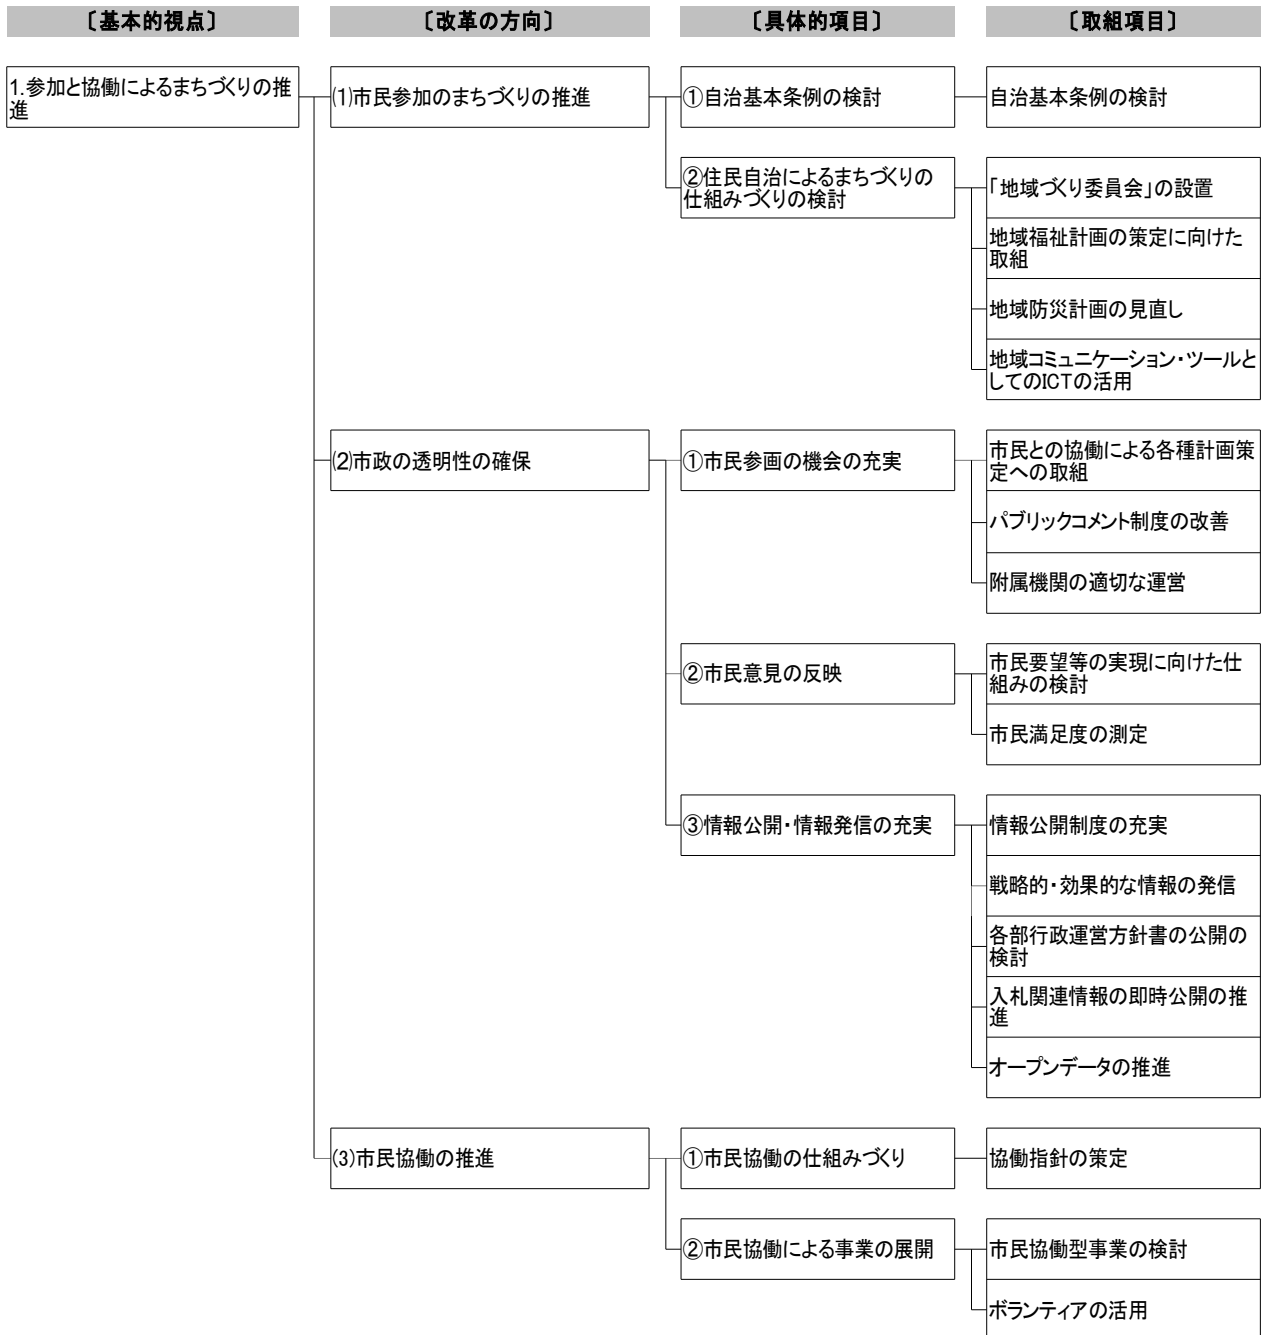 〔基本的視点〕
〔改革の方向〕
〔具体的項目〕
〔取組項目〕
1.参加と協働によるまちづくりの推
進
(1)市民参加のまちづくりの推進
①自治基本条例の検討
自治基本条例の検討
②住民自治によるまちづくりの
仕組みづくりの検討
「地域づくり委員会」の設置
地域福祉計画の策定に向けた
取組
地域防災計画の見直し
地域コミュニケーション・ツールと
してのICTの活用
(2)市政の透明性の確保
①市民参画の機会の充実
市民との協働による各種計画策
定への取組
パブリックコメント制度の改善
附属機関の適切な運営
②市民意見の反映
市民要望等の実現に向けた仕
組みの検討
市民満足度の測定
③情報公開・情報発信の充実
情報公開制度の充実
戦略的・効果的な情報の発信
各部行政運営方針書の公開の
検討
入札関連情報の即時公開の推
進
オープンデータの推進
(3)市民協働の推進
①市民協働の仕組みづくり
協働指針の策定
②市民協働による事業の展開
市民協働型事業の検討
ボランティアの活用